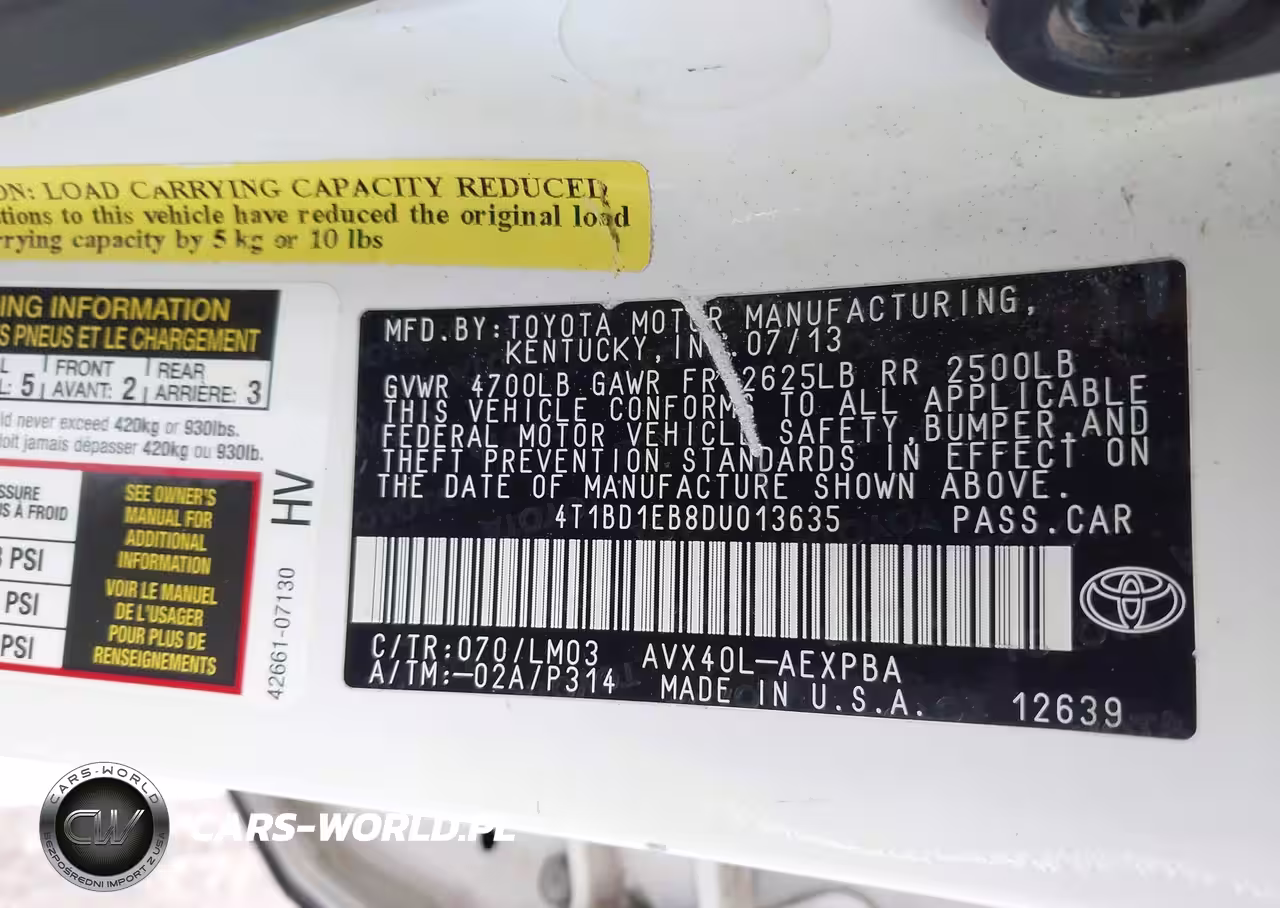 ON: LOAD CARRYING CAPACITY REDUCED
tions to this vehicle have reduced the original load
rrying capacity by 5 kg or 10 lbs
ING INFORMATION
S PNEUS ET LE CHARGEMENT
L FRONT REAR
L: 5 AVANT: 2 ARRIÈRE: 3
ld never exceed 420kg or 930lbs.
oit jamais dépasser 420kg ou 930lb.
SSURE
S À FROID
PSI
PSI
PSI
SEE OWNER'S
MANUAL FOR
ADDITIONAL
INFORMATION
VOIR LE MANUEL
DE L'USAGER
POUR PLUS DE
RENSEIGNEMENTS
HV
42661-07130
MFD.BY:TOYOTA MOTOR MANUFACTURING,
KENTUCKY, INC. 07/13
GVWR 4700LB GAWR FR 2625LB RR 2500LB
THIS VEHICLE CONFORMS TO ALL APPLICABLE
FEDERAL MOTOR VEHICLE SAFETY,BUMPER,AND
THEFT PREVENTION STANDARDS IN EFFECT ON
THE DATE OF MANUFACTURE SHOWN ABOVE.
4T1BD1EB8DU013635 PASS.CAR
C/TR:070/LM03 AVX40L-AEXPBA
A/TM:-02A/P314 MADE IN U.S.A. 12639
CARS-WORLD
CW
BEZPOŚREDNI IMPORT Z USA
CARS-WORLD.PL